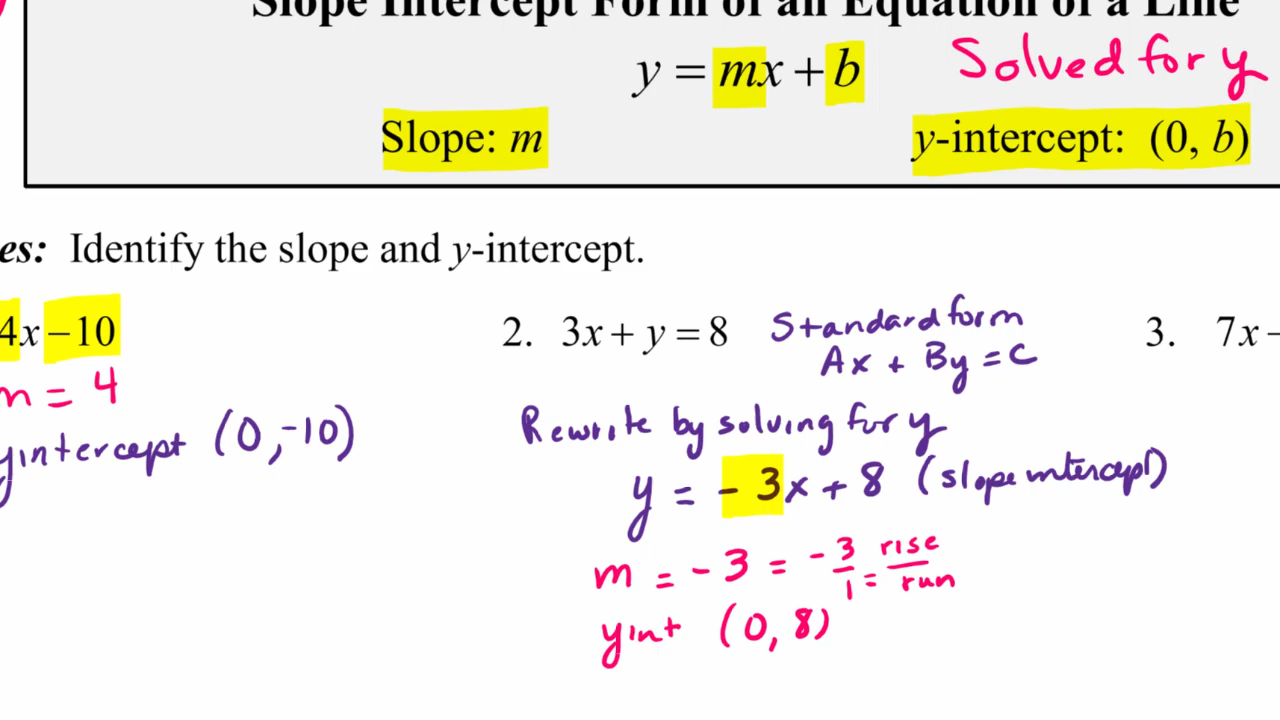 Slope Intercept Form of an Equation of a Line
y = mx + b Solved for y
Slope: m y-intercept: (0, b)
es: Identify the slope and y-intercept.
4x −10
m = 4
yintercept (0, -10)
2. 3x + y = 8 Standard form
Ax + By = C
Rewrite by solving for y
y = - 3x + 8 (slope intercept)
m = - 3 = - 3/1 = rise/run
yint (0, 8)
3. 7x −